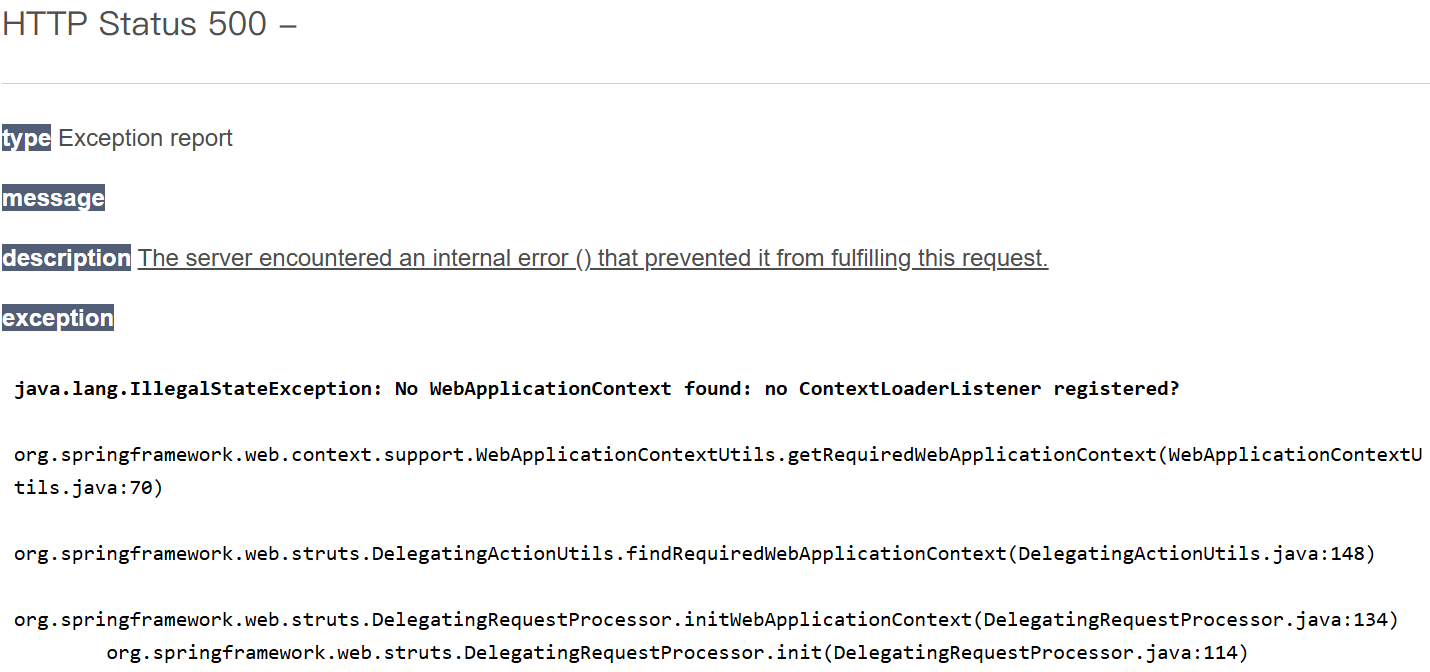 HTTP Status 500 –
type Exception report
message
description The server encountered an internal error () that prevented it from fulfilling this request.
exception
java.lang.IllegalStateException: No WebApplicationContext found: no ContextLoaderListener registered?
org.springframework.web.context.support.WebApplicationContextUtils.getRequiredWebApplicationContext(WebApplicationContextU
tils.java:70)
org.springframework.web.struts.DelegatingActionUtils.findRequiredWebApplicationContext(DelegatingActionUtils.java:148)
org.springframework.web.struts.DelegatingRequestProcessor.initWebApplicationContext(DelegatingRequestProcessor.java:134)
org.springframework.web.struts.DelegatingRequestProcessor.init(DelegatingRequestProcessor.java:114)